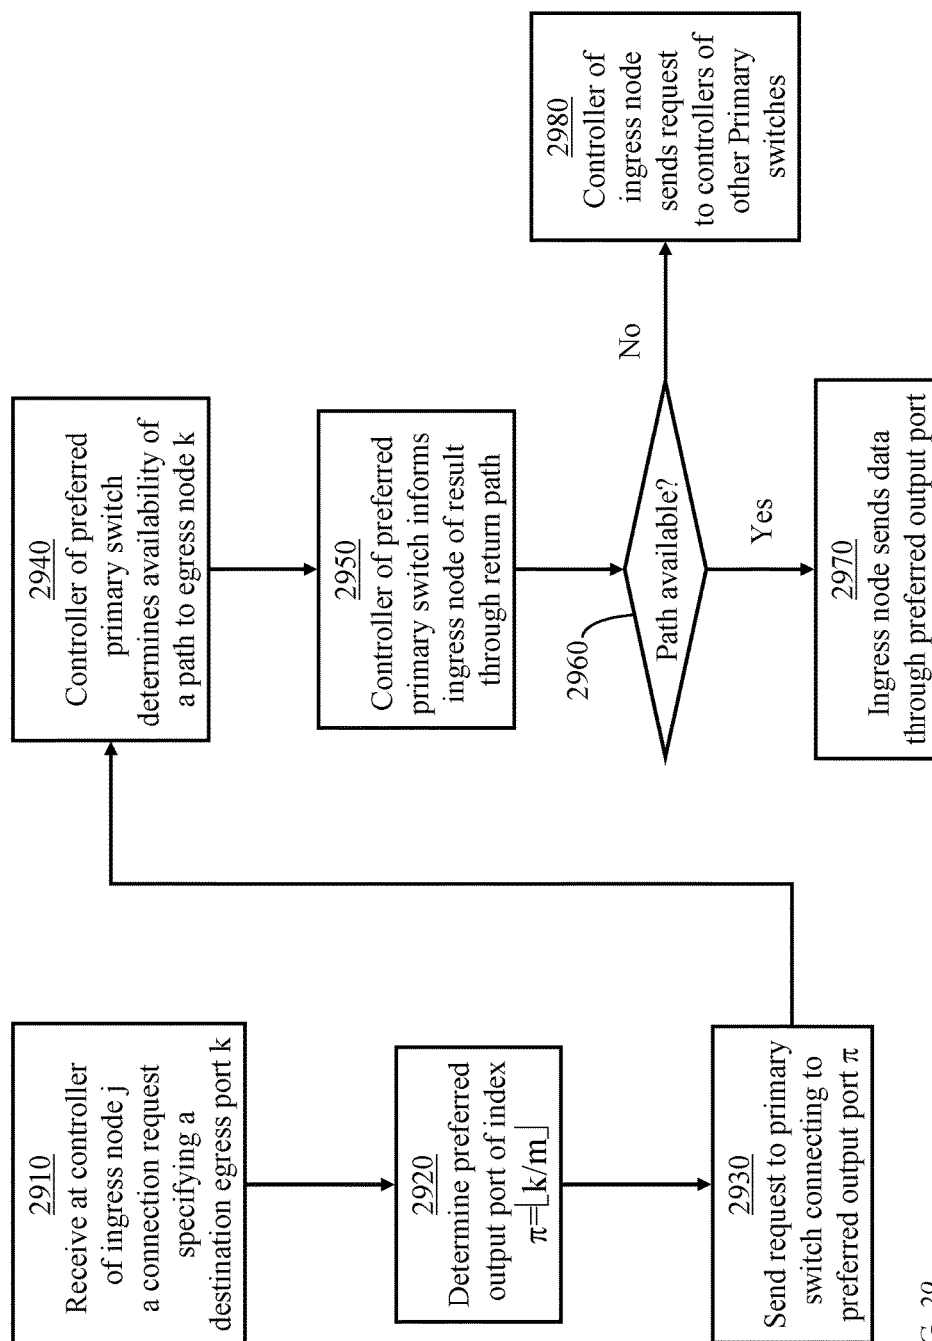 2910
Receive at controller
of ingress node j
a connection request
specifying a
destination egress port k
2920
Determine preferred
output port of index
π=⌊k/m⌋
2930
Send request to primary
switch connecting to
preferred output port π
2940
Controller of preferred
primary switch
determines availability of
a path to egress node k
2950
Controller of preferred
primary switch informs
ingress node of result
through return path
2960
Path available?
Yes
No
2970
Ingress node sends data
through preferred output port
2980
Controller of
ingress node
sends request
to controllers of
other Primary
switches